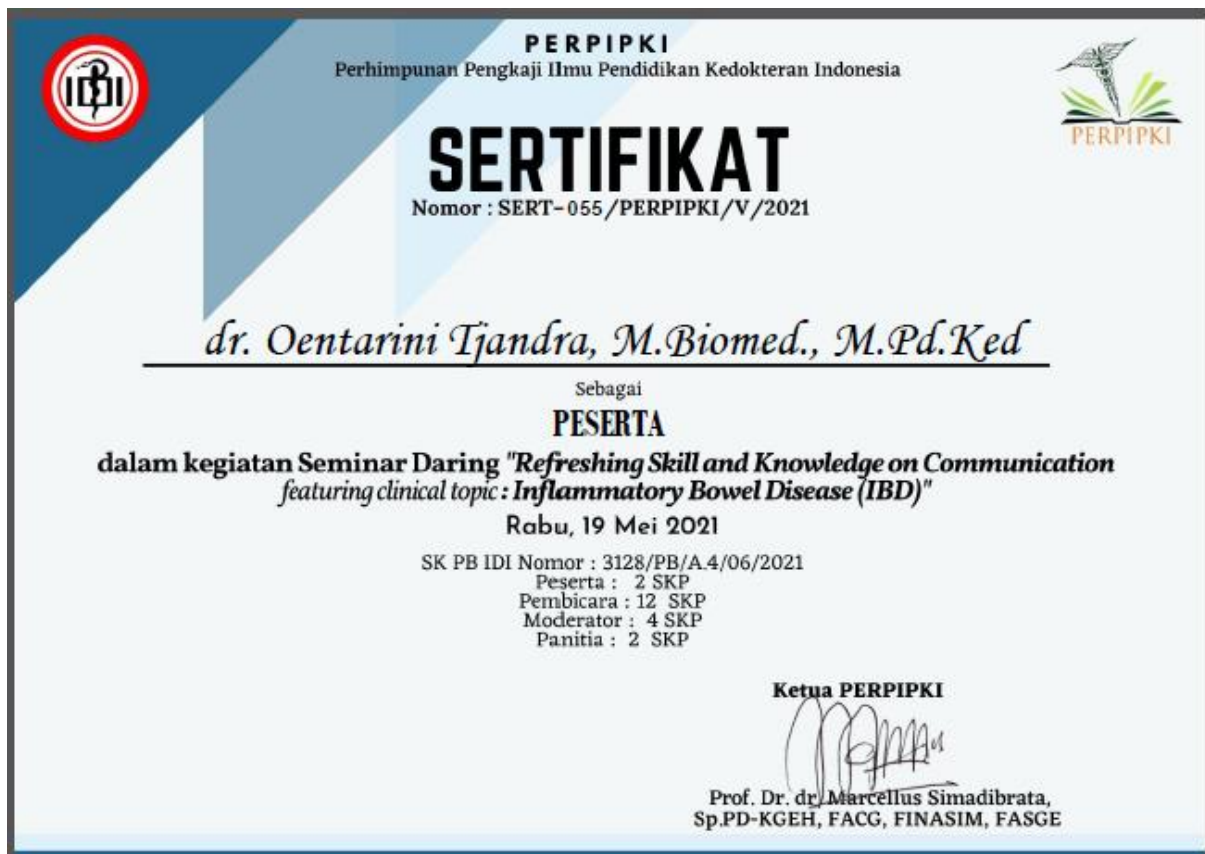 PERPIPKI
Perhimpunan Pengkaji Ilmu Pendidikan Kedokteran Indonesia
IDI
PERPIPKI
SERTIFIKAT
Nomor : SERT-055/PERPIPKI/V/2021
dr. Oentarini Tjandra, M.Biomed., M.Pd.Ked
Sebagai
PESERTA
dalam kegiatan Seminar Daring "Refreshing Skill and Knowledge on Communication
featuring clinical topic : Inflammatory Bowel Disease (IBD)"
Rabu, 19 Mei 2021
SK PB IDI Nomor : 3128/PB/A.4/06/2021
Peserta : 2 SKP
Pembicara : 12 SKP
Moderator : 4 SKP
Panitia : 2 SKP
Ketua PERPIPKI
Prof. Dr. dr. Marcellus Simadibrata,
Sp.PD-KGEH, FACG, FINASIM, FASGE